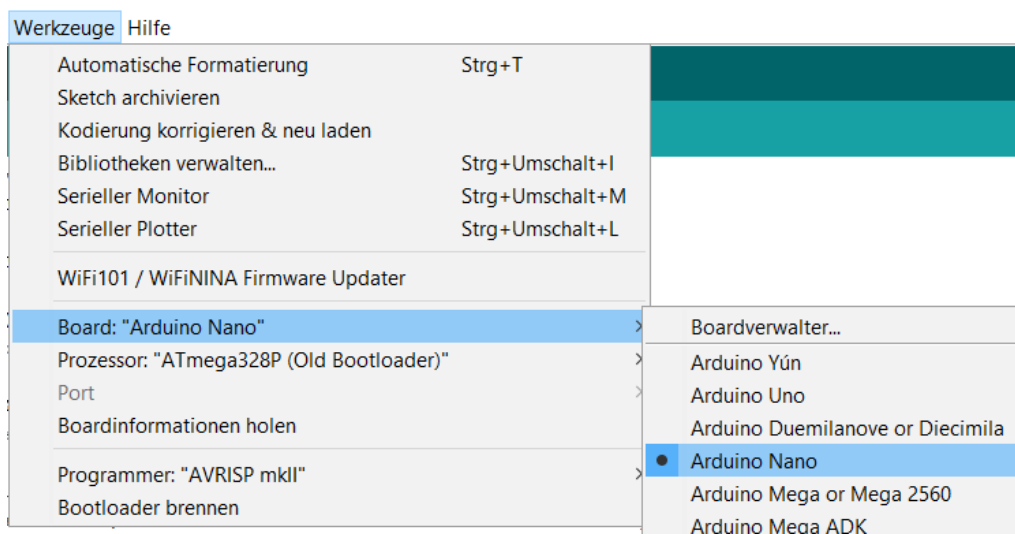 Werkzeuge Hilfe
Automatische Formatierung Strg+T
Sketch archivieren
Kodierung korrigieren & neu laden
Bibliotheken verwalten... Strg+Umschalt+I
Serieller Monitor Strg+Umschalt+M
Serieller Plotter Strg+Umschalt+L
WiFi101 / WiFiNINA Firmware Updater
Board: "Arduino Nano"
Prozessor: "ATmega328P (Old Bootloader)"
Port
Boardinformationen holen
Programmer: "AVRISP mkII"
Bootloader brennen
Boardverwalter...
Arduino Yún
Arduino Uno
Arduino Duemilanove or Diecimila
Arduino Nano
Arduino Mega or Mega 2560
Arduino Mega ADK